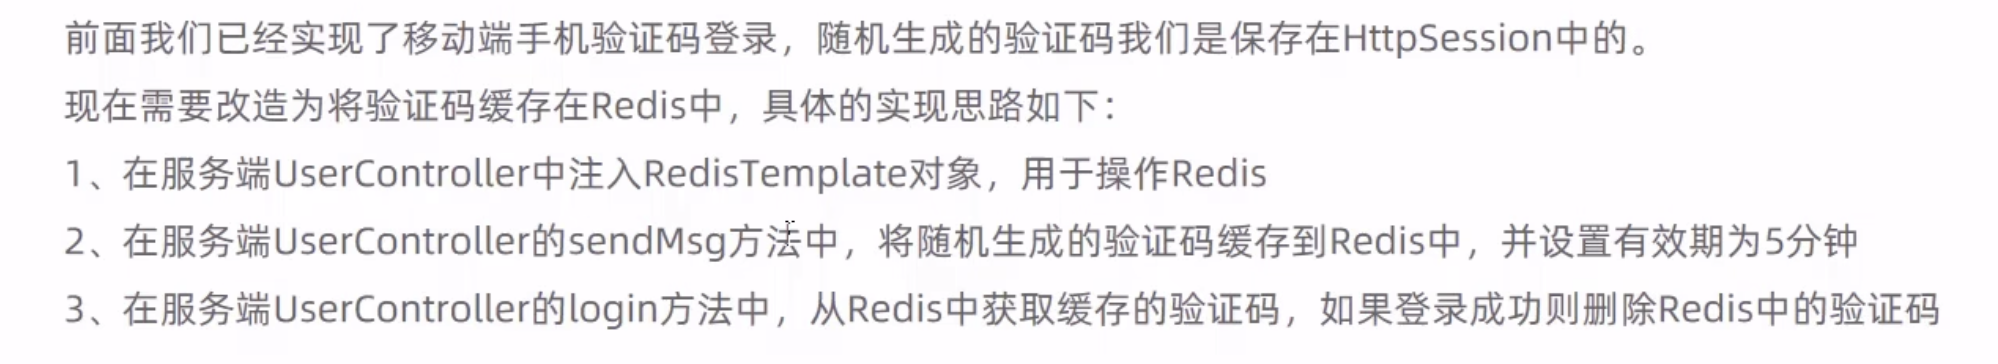 前面我们已经实现了移动端手机验证码登录，随机生成的验证码我们是保存在HttpSession中的。
现在需要改造为将验证码缓存在Redis中，具体的实现思路如下：
1、在服务端UserController中注入RedisTemplate对象，用于操作Redis
2、在服务端UserController的sendMsg方法中，将随机生成的验证码缓存到Redis中，并设置有效期为5分钟
3、在服务端UserController的login方法中，从Redis中获取缓存的验证码，如果登录成功则删除Redis中的验证码